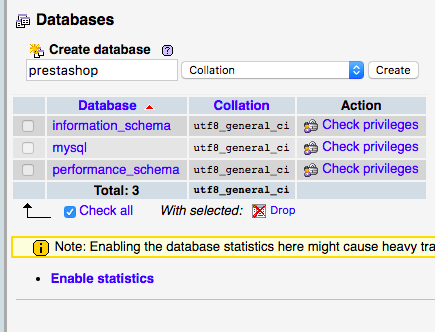 Databases
Create database
prestashop Collation Create
Database Collation Action
information_schema utf8_general_ci Check privileges
mysql utf8_general_ci Check privileges
performance_schema utf8_general_ci Check privileges
Total: 3 utf8_general_ci
Check all With selected: Drop
Note: Enabling the database statistics here might cause heavy tra
Enable statistics